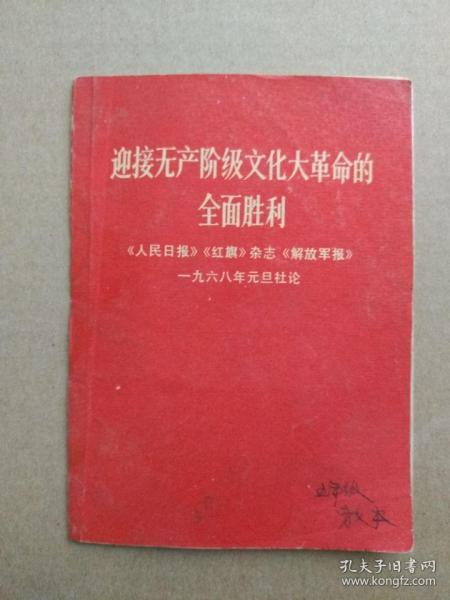 迎接无产阶级文化大革命的
全面胜利
《人民日报》《红旗》杂志《解放军报》
一九六八年元旦社论
孔夫子旧书网
www.kongfz.com